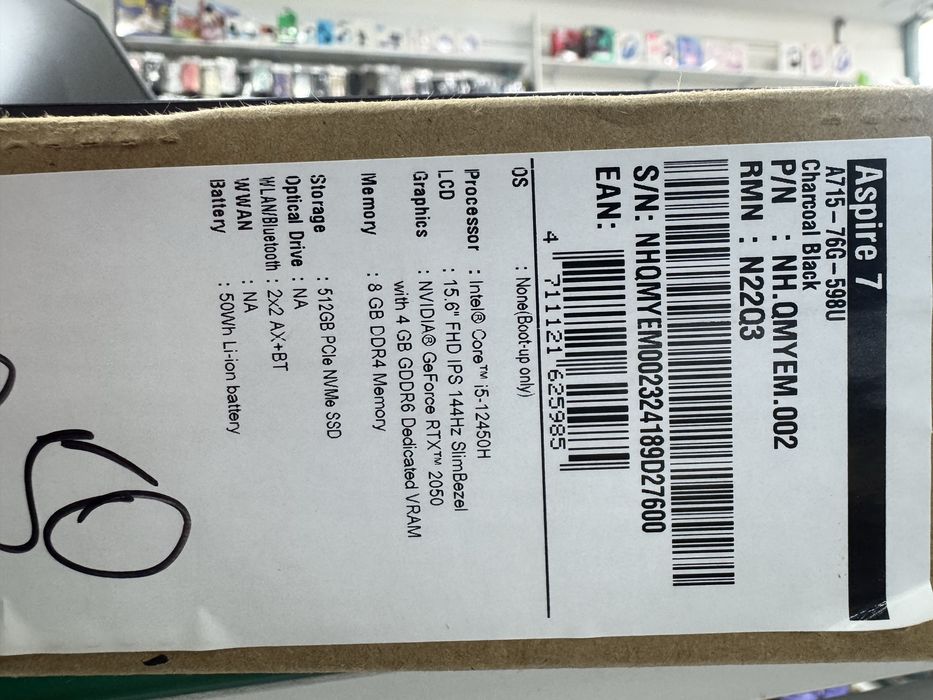 Aspire 7
A715-76G-598U
Charcoal Black
P/N : NH.QMYEM.002
RMN : N22Q3
S/N: NHQMYEM002324189D27600
EAN:
4 711121 625985
OS : None(Boot-up only)
Processor : Intel® Core™ i5-12450H
LCD : 15.6" FHD IPS 144Hz SlimBezel
Graphics : NVIDIA® GeForce RTX™ 2050
with 4 GB GDDR6 Dedicated VRAM
Memory : 8 GB DDR4 Memory
Storage : 512GB PCIe NVMe SSD
Optical Drive : NA
WLAN/Bluetooth : 2x2 AX+BT
WWAN : NA
Battery : 50Wh Li-ion battery